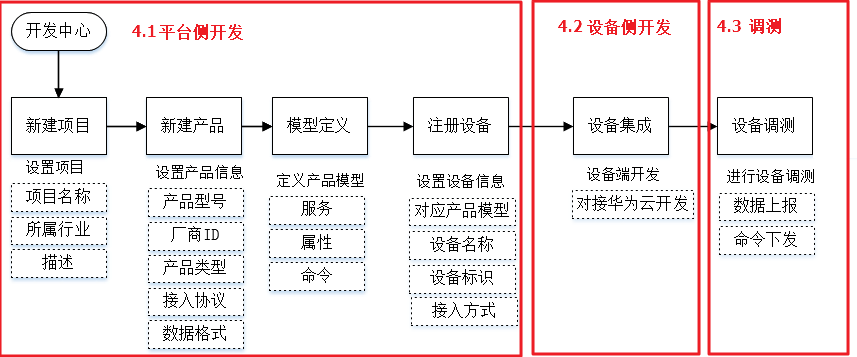 开发中心
4.1平台侧开发
4.2设备侧开发
4.3 调测
新建项目
新建产品
模型定义
注册设备
设备集成
设备调测
设置项目
项目名称
所属行业
描述
设置产品信息
产品型号
厂商ID
产品类型
接入协议
数据格式
定义产品模型
服务
属性
命令
设置设备信息
对应产品模型
设备名称
设备标识
接入方式
设备端开发
对接华为云开发
进行设备调测
数据上报
命令下发